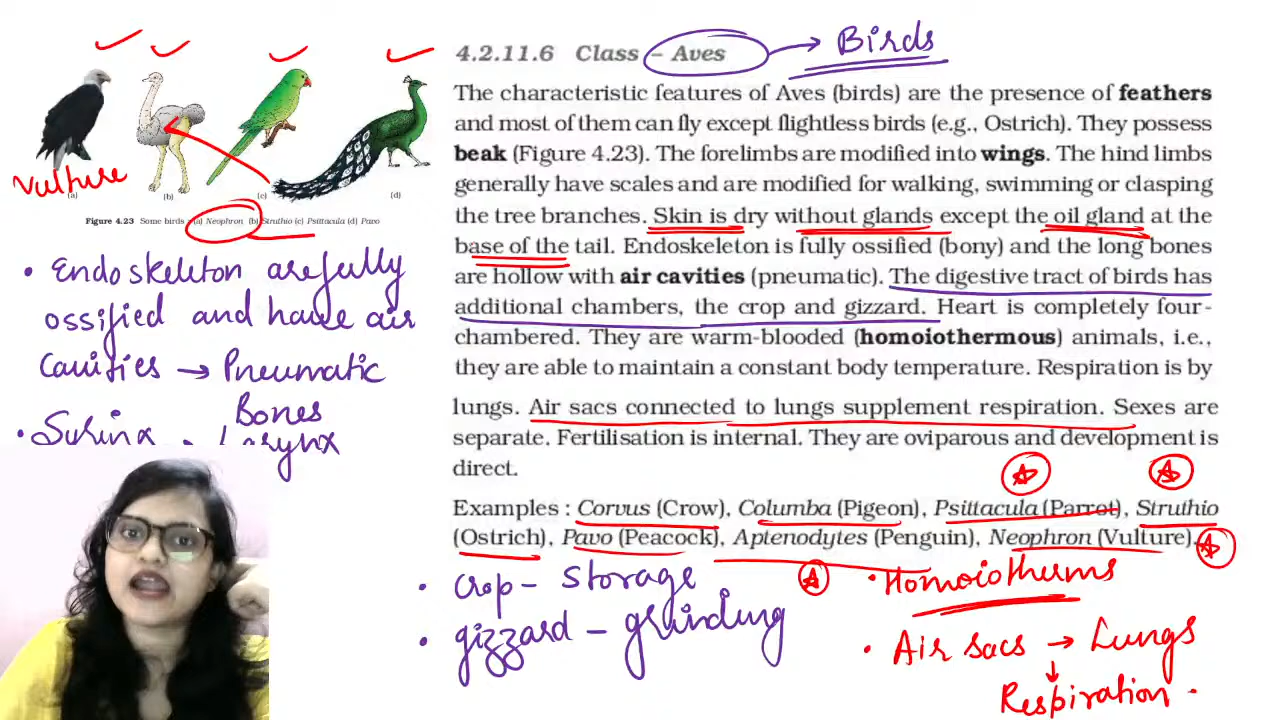 4.2.11.6 Class – Aves → Birds
The characteristic features of Aves (birds) are the presence of feathers
and most of them can fly except flightless birds (e.g., Ostrich). They possess
beak (Figure 4.23). The forelimbs are modified into wings. The hind limbs
generally have scales and are modified for walking, swimming or clasping
the tree branches. Skin is dry without glands except the oil gland at the
base of the tail. Endoskeleton is fully ossified (bony) and the long bones
are hollow with air cavities (pneumatic). The digestive tract of birds has
additional chambers, the crop and gizzard. Heart is completely four-
chambered. They are warm-blooded (homoiothermous) animals, i.e.,
they are able to maintain a constant body temperature. Respiration is by
lungs. Air sacs connected to lungs supplement respiration. Sexes are
separate. Fertilisation is internal. They are oviparous and development is
direct.
Examples : Corvus (Crow), Columba (Pigeon), Psittacula (Parrot), Struthio
(Ostrich), Pavo (Peacock), Aptenodytes (Penguin), Neophron (Vulture).
Vulture
(a) (b) (c) (d)
Figure 4.23 Some birds : (a) Neophron (b) Struthio (c) Psittacula (d) Pavo
• Endoskeleton are fully
ossified and have air
Cavities → Pneumatic
Bones
Larynx
• Crop – Storage
• gizzard – grinding
• Homoiotherms
• Air sacs → Lungs
↓
Respiration